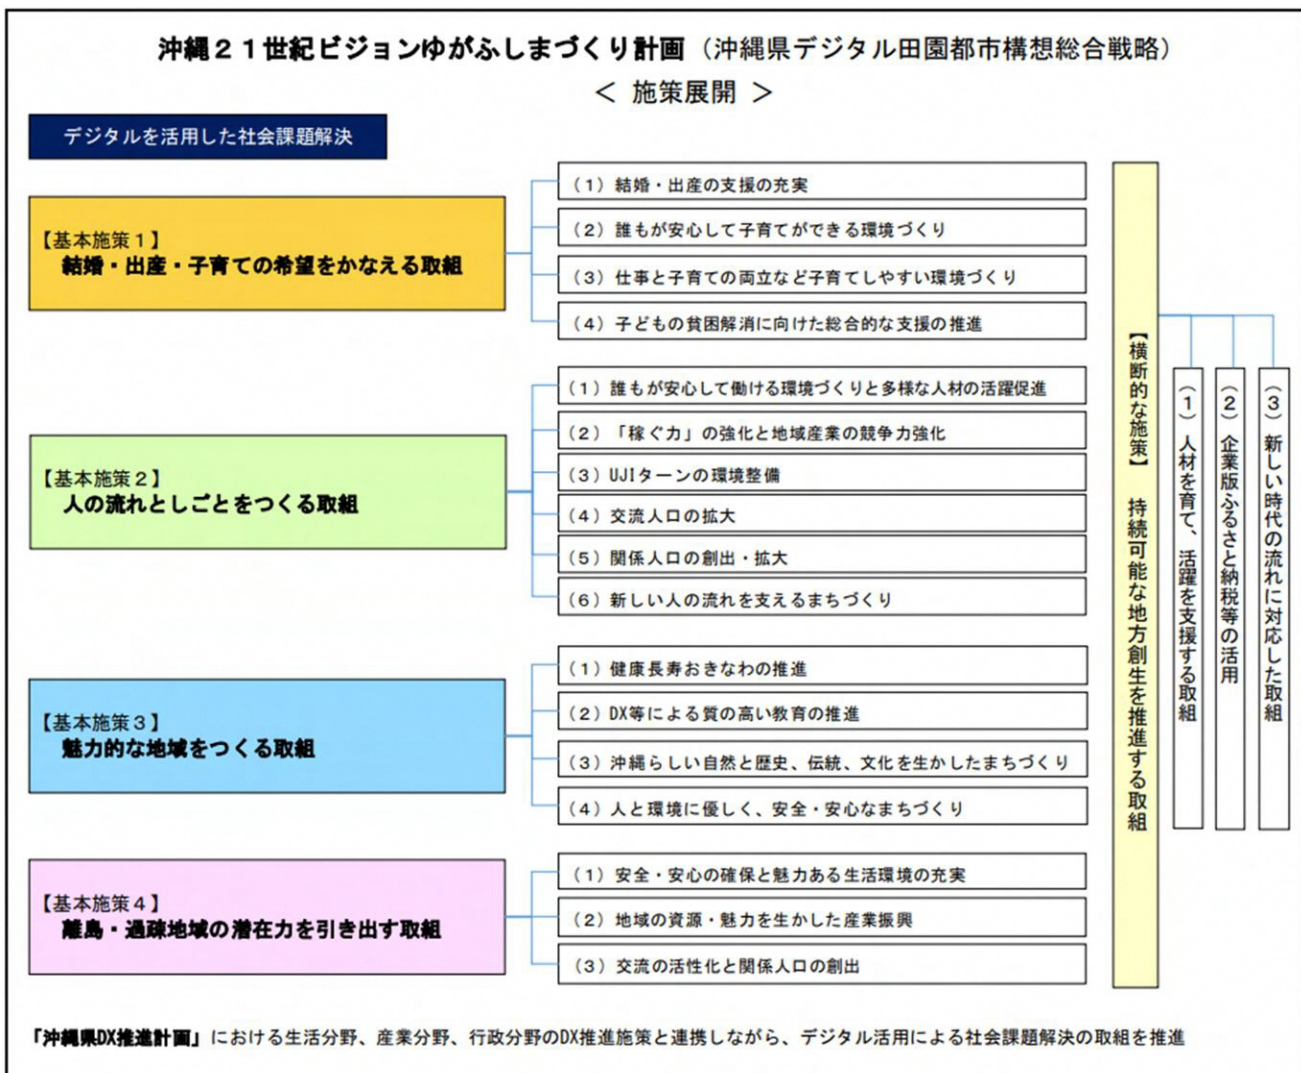 沖縄２１世紀ビジョンゆがふしまづくり計画（沖縄県デジタル田園都市構想総合戦略）
＜ 施策展開 ＞
デジタルを活用した社会課題解決
【基本施策１】
結婚・出産・子育ての希望をかなえる取組
（１）結婚・出産の支援の充実
（２）誰もが安心して子育てができる環境づくり
（３）仕事と子育ての両立など子育てしやすい環境づくり
（４）子どもの貧困解消に向けた総合的な支援の推進
【基本施策２】
人の流れとしごとをつくる取組
（１）誰もが安心して働ける環境づくりと多様な人材の活躍促進
（２）「稼ぐ力」の強化と地域産業の競争力強化
（３）UJIターンの環境整備
（４）交流人口の拡大
（５）関係人口の創出・拡大
（６）新しい人の流れを支えるまちづくり
【基本施策３】
魅力的な地域をつくる取組
（１）健康長寿おきなわの推進
（２）DX等による質の高い教育の推進
（３）沖縄らしい自然と歴史、伝統、文化を生かしたまちづくり
（４）人と環境に優しく、安全・安心なまちづくり
【基本施策４】
離島・過疎地域の潜在力を引き出す取組
（１）安全・安心の確保と魅力ある生活環境の充実
（２）地域の資源・魅力を生かした産業振興
（３）交流の活性化と関係人口の創出
【横断的な施策】 持続可能な地方創生を推進する取組
（１）人材を育て、活躍を支援する取組
（２）企業版ふるさと納税等の活用
（３）新しい時代の流れに対応した取組
「沖縄県DX推進計画」における生活分野、産業分野、行政分野のDX推進施策と連携しながら、デジタル活用による社会課題解決の取組を推進